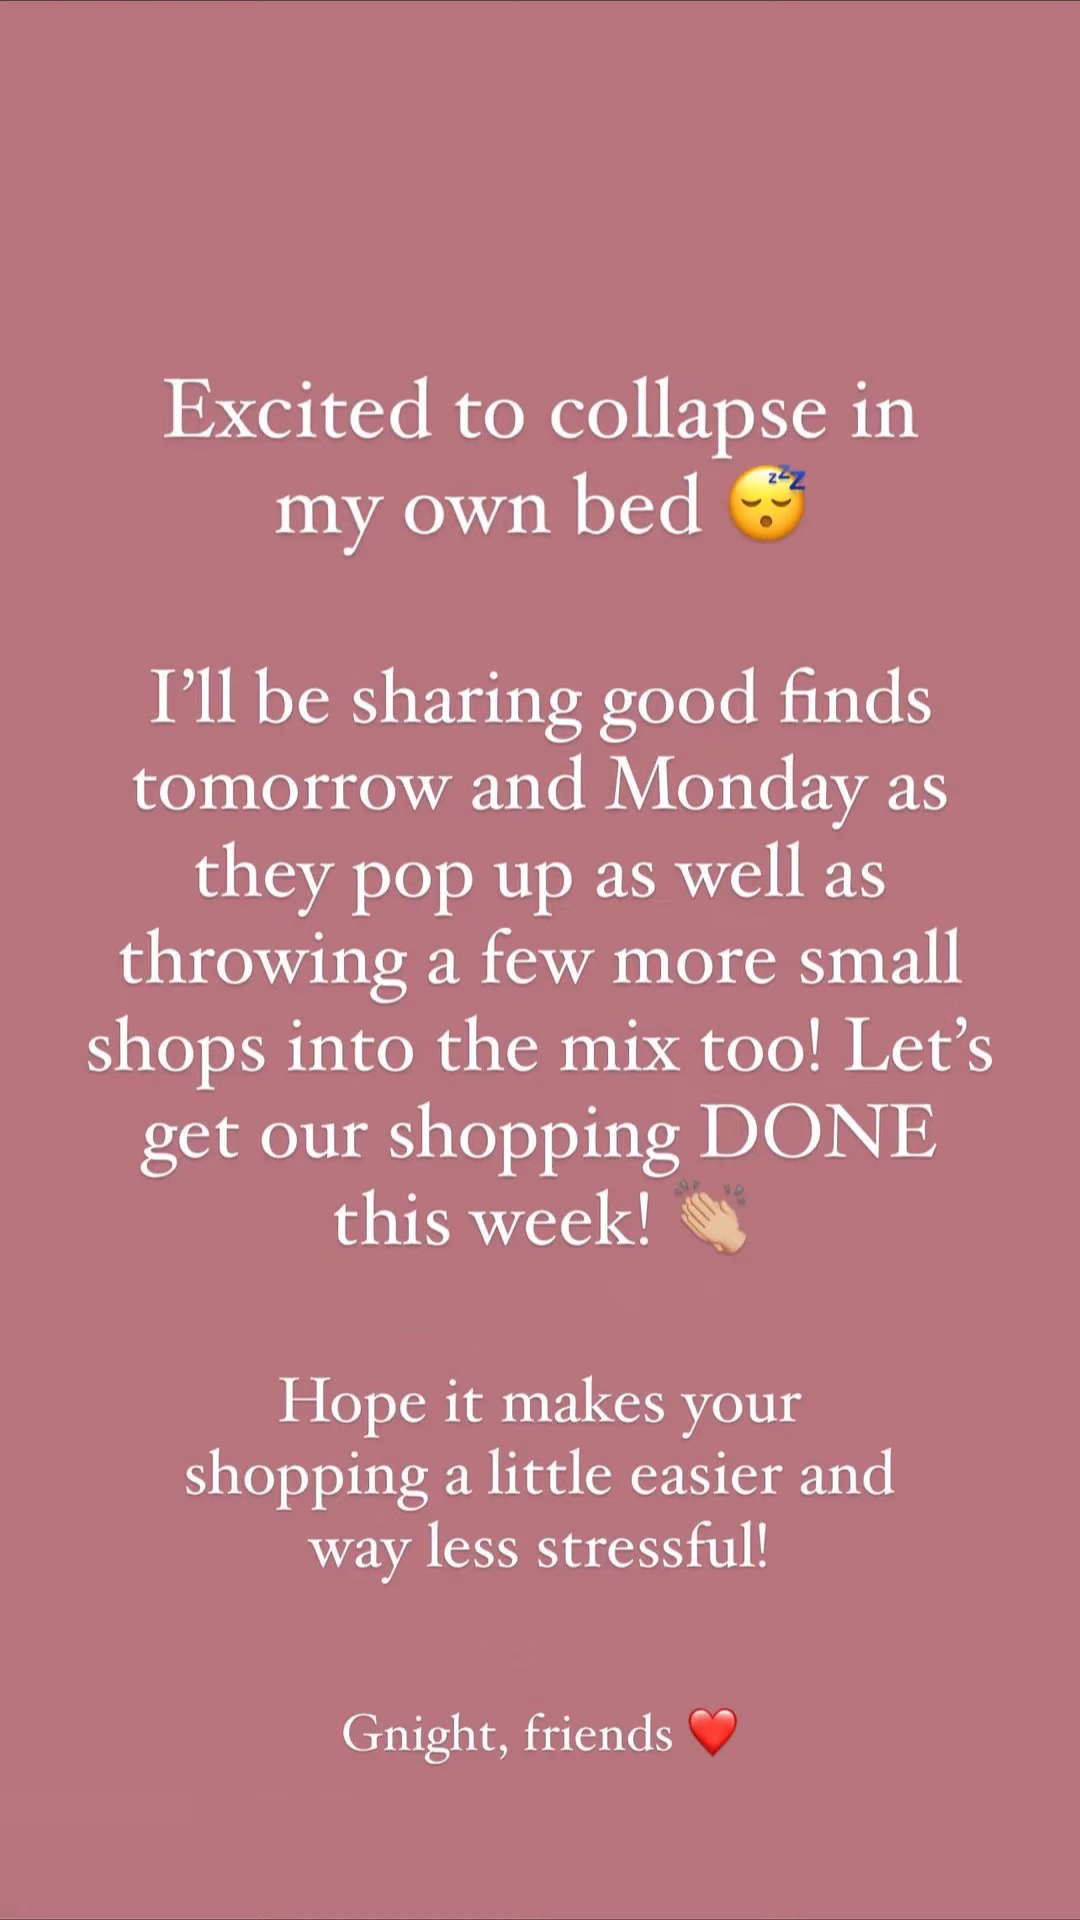 Excited to collapse in
my own bed 😴
I’ll be sharing good finds
tomorrow and Monday as
they pop up as well as
throwing a few more small
shops into the mix too! Let’s
get our shopping DONE
this week! 👏🏼
Hope it makes your
shopping a little easier and
way less stressful!
Gnight, friends ❤️